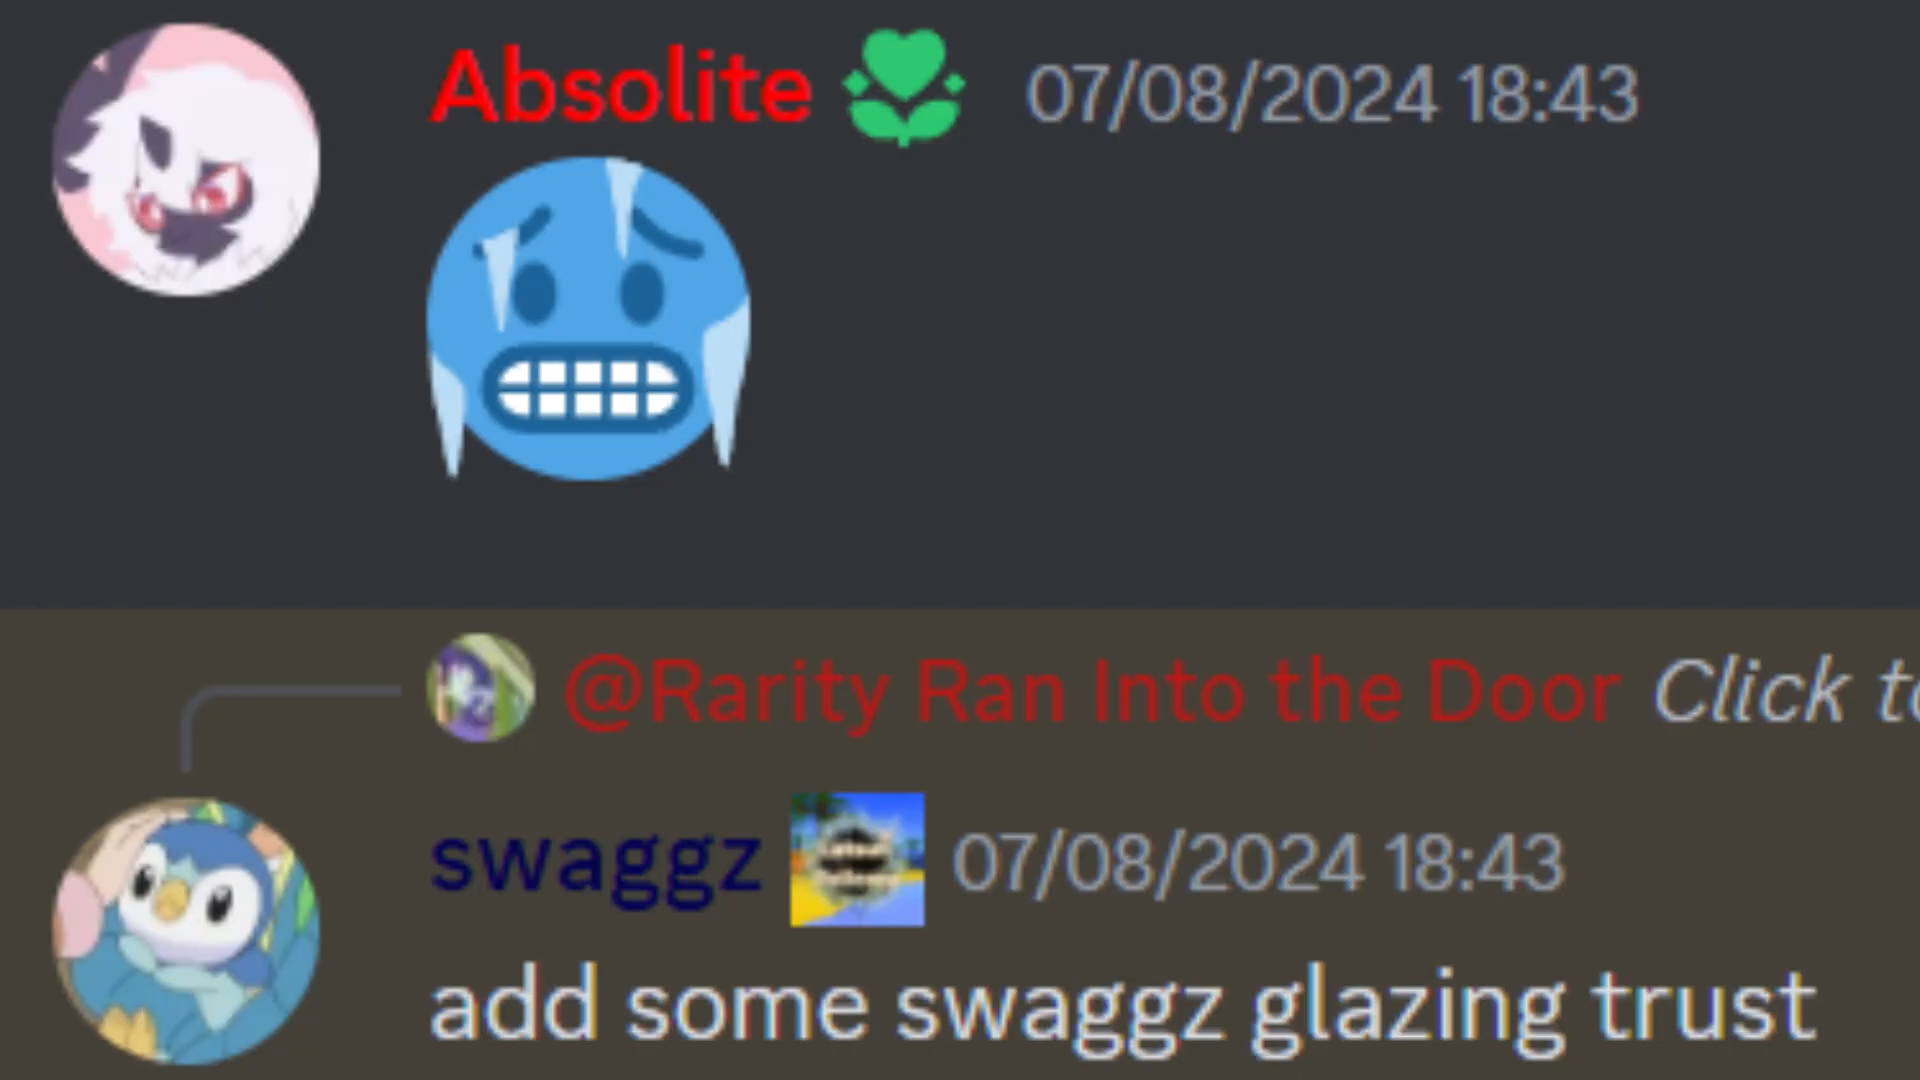 Absolite 07/08/2024 18:43
@Rarity Ran Into the Door Click
swaggz 07/08/2024 18:43
add some swaggz glazing trust